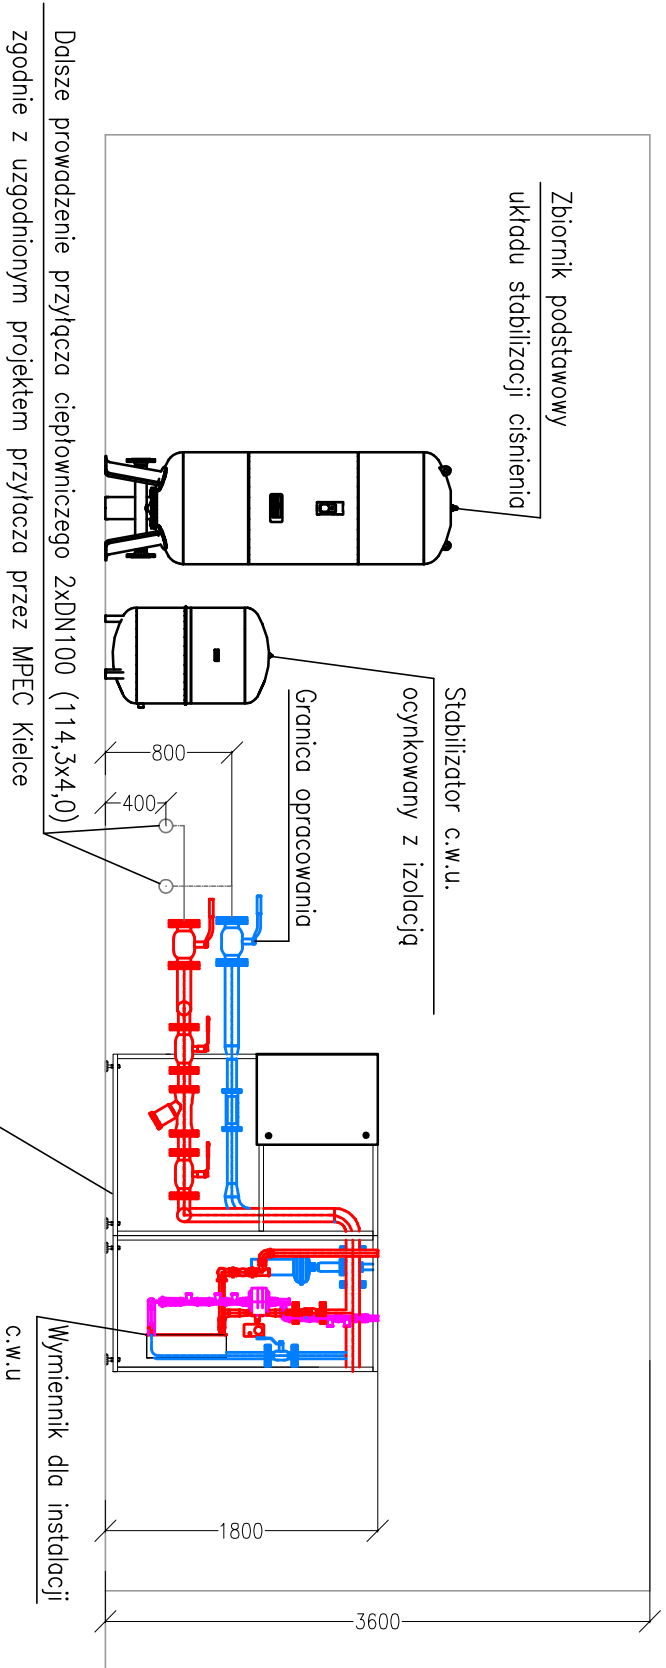 Zbiornik podstawowy
układu stabilizacji ciśnienia
Stabilizator c.w.u.
ocynkowany z izolacją
Granica opracowania
800
400
Dalsze prowadzenie przyłącza ciepłowniczego 2xDN100 (114,3x4,0)
zgodnie z uzgodnionym projektem przyłacza przez MPEC Kielce
Wymiennik dla instalacji
c.w.u
1800
3600